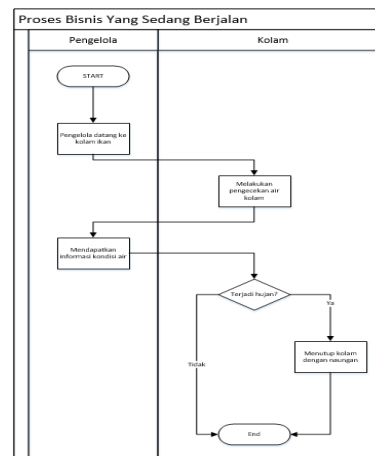 Proses Bisnis Yang Sedang Berjalan
Pengelola
Kolam
START
Pengelola datang ke
kolam ikan
Melakukan
pengecekan air
kolam
Mendapatkan
informasi kondisi air
Terjadi hujan?
Ya
Menutup kolam
dengan naungan
Tidak
End